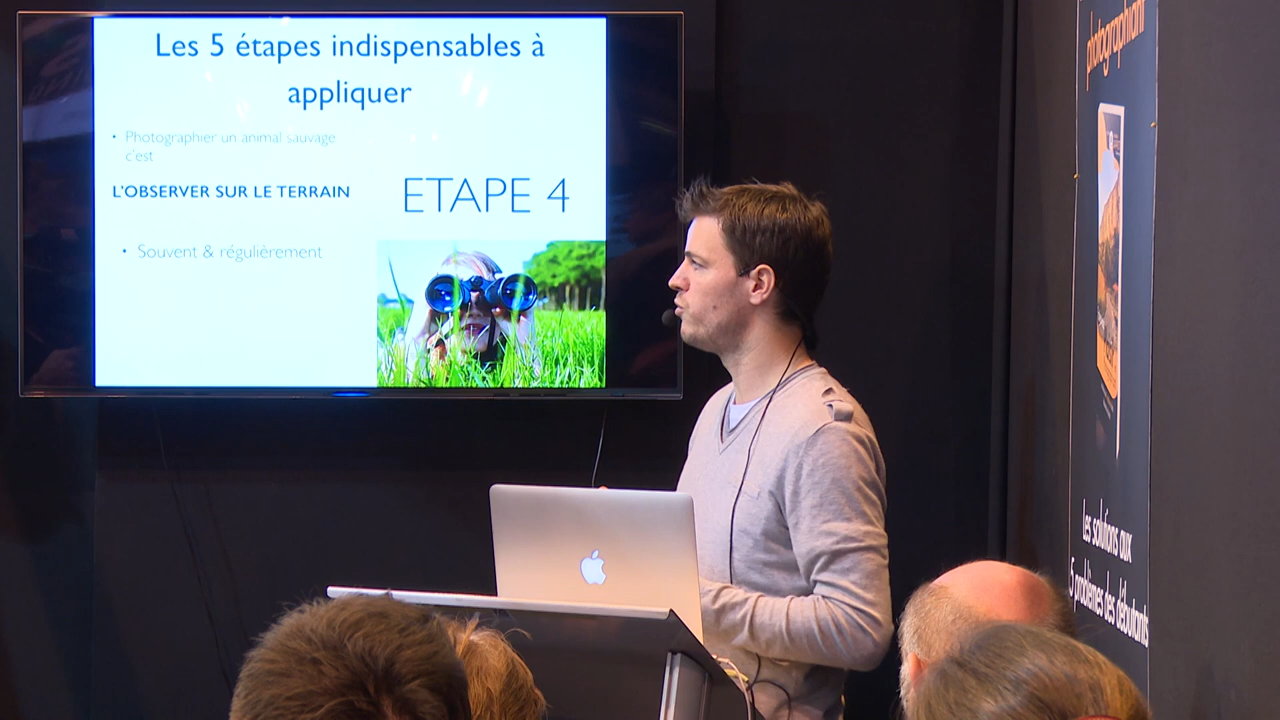 Les 5 étapes indispensables à
appliquer
• Photographier un animal sauvage
c'est
L'OBSERVER SUR LE TERRAIN
ETAPE 4
• Souvent & régulièrement
photographiant
Les solutions aux
5 problèmes des débutants